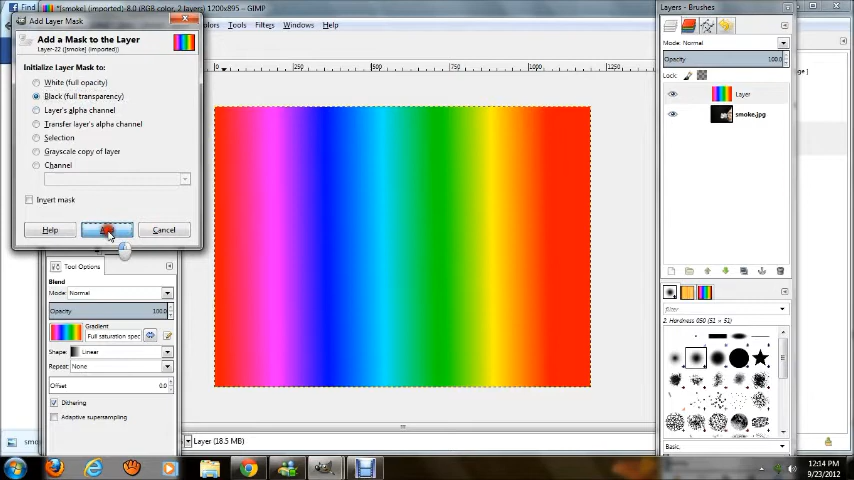 Find
*[smoke] (imported)-8.0 (RGB color, 2 layers) 1200x895 – GIMP
Add Layer Mask
Add a Mask to the Layer
Layer-22 ([smoke] (imported))
Initialize Layer Mask to:
White (full opacity)
Black (full transparency)
Layer's alpha channel
Transfer layer's alpha channel
Selection
Grayscale copy of layer
Channel
Invert mask
Help
Cancel
Colors Tools Filters Windows Help
0 250 500 750 1000
Tool Options
Blend
Mode: Normal
Opacity 100.0
Gradient
Full saturation spec
Shape: Linear
Repeat: None
Offset 0.0
Dithering
Adaptive supersampling
Layer (18.5 MB)
Layers - Brushes
Mode: Normal
Opacity 100.0
Lock:
Layer
smoke.jpg
filter
2. Hardness 050 (51 × 51)
Basic,
smo
12:14 PM
9/23/2012